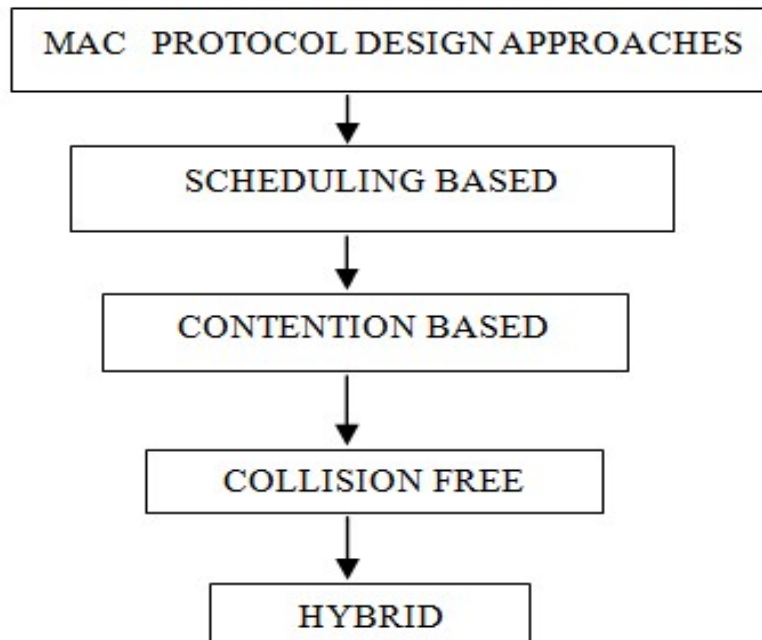 MAC PROTOCOL DESIGN APPROACHES
SCHEDULING BASED
CONTENTION BASED
COLLISION FREE
HYBRID